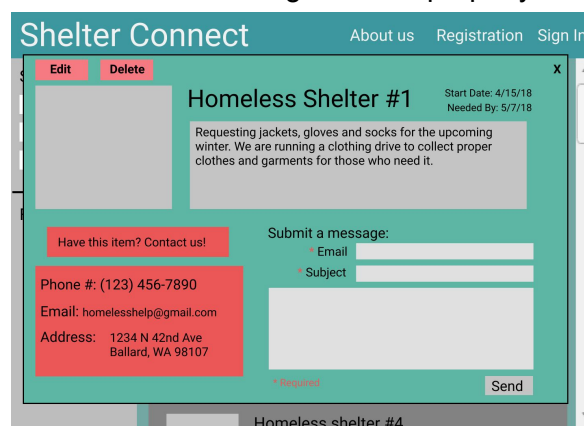 Shelter Connect
About us Registration Sign In
Edit Delete X
Homeless Shelter #1
Start Date: 4/15/18
Needed By: 5/7/18
Requesting jackets, gloves and socks for the upcoming
winter. We are running a clothing drive to collect proper
clothes and garments for those who need it.
Have this item? Contact us!
Phone #: (123) 456-7890
Email: homelesshelp@gmail.com
Address: 1234 N 42nd Ave
Ballard, WA 98107
Submit a message:
* Email
* Subject
* Required
Send
Homeless shelter #4